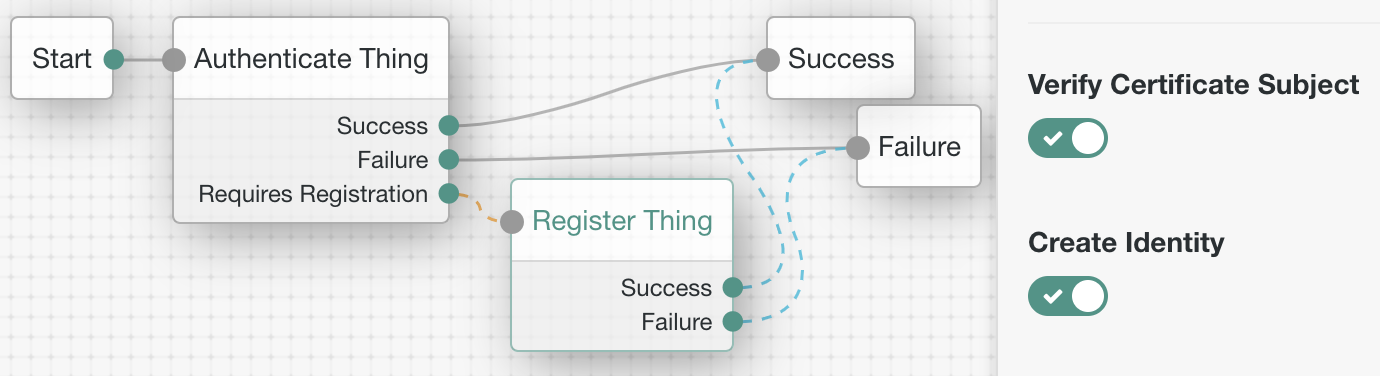 Start
Authenticate Thing
Success
Failure
Requires Registration
Register Thing
Success
Failure
Success
Failure
Verify Certificate Subject
Create Identity